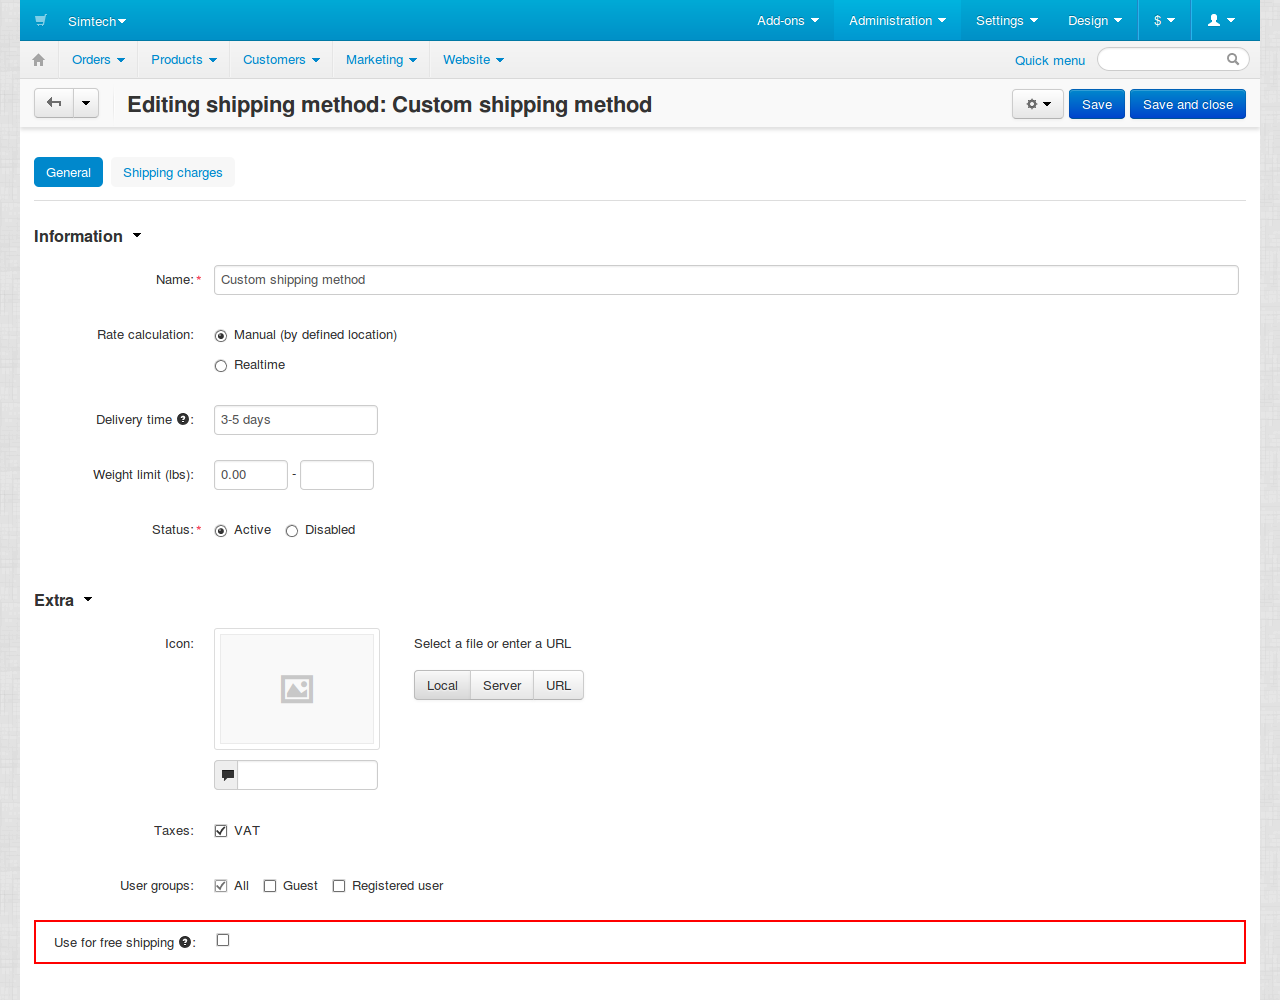 Simtech Add-ons Administration Settings Design $
Orders Products Customers Marketing Website Quick menu
Editing shipping method: Custom shipping method Save Save and close
General Shipping charges
Information
Name:* Custom shipping method
Rate calculation: Manual (by defined location)
Realtime
Delivery time ?: 3-5 days
Weight limit (lbs): 0.00 -
Status:* Active Disabled
Extra
Icon: Select a file or enter a URL
Local Server URL
Taxes: VAT
User groups: All Guest Registered user
Use for free shipping ?: